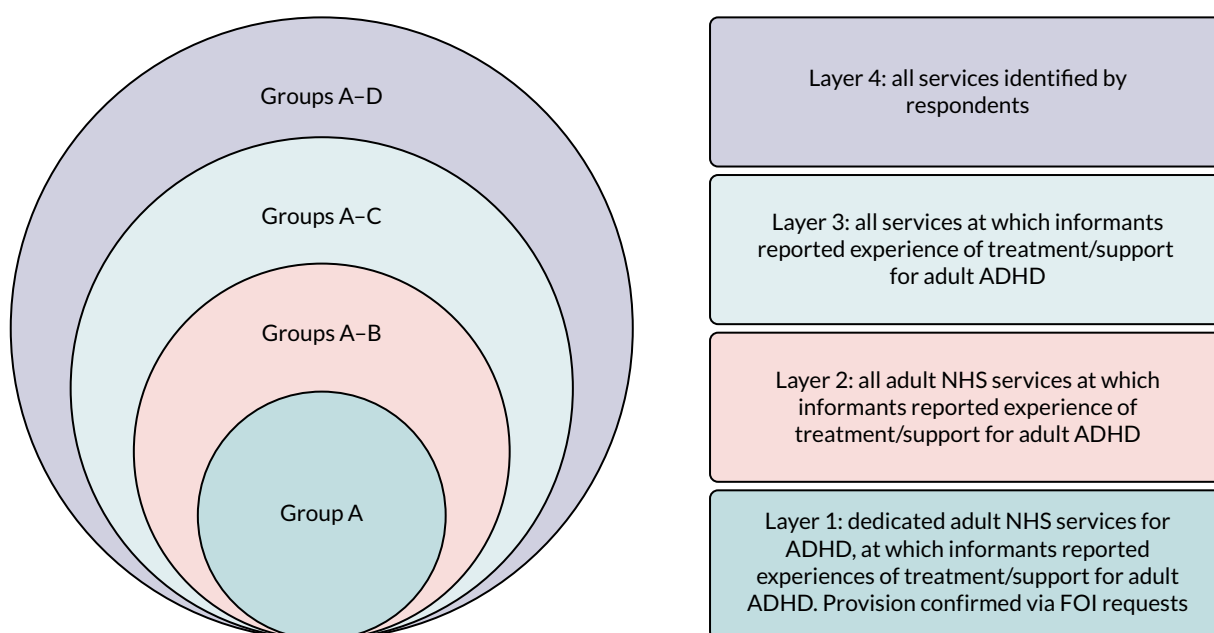 Groups A–D
Groups A–C
Groups A–B
Group A
Layer 4: all services identified by
respondents
Layer 3: all services at which informants
reported experience of treatment/support
for adult ADHD
Layer 2: all adult NHS services at which
informants reported experience of
treatment/support for adult ADHD
Layer 1: dedicated adult NHS services for
ADHD, at which informants reported
experiences of treatment/support for adult
ADHD. Provision confirmed via FOI requests